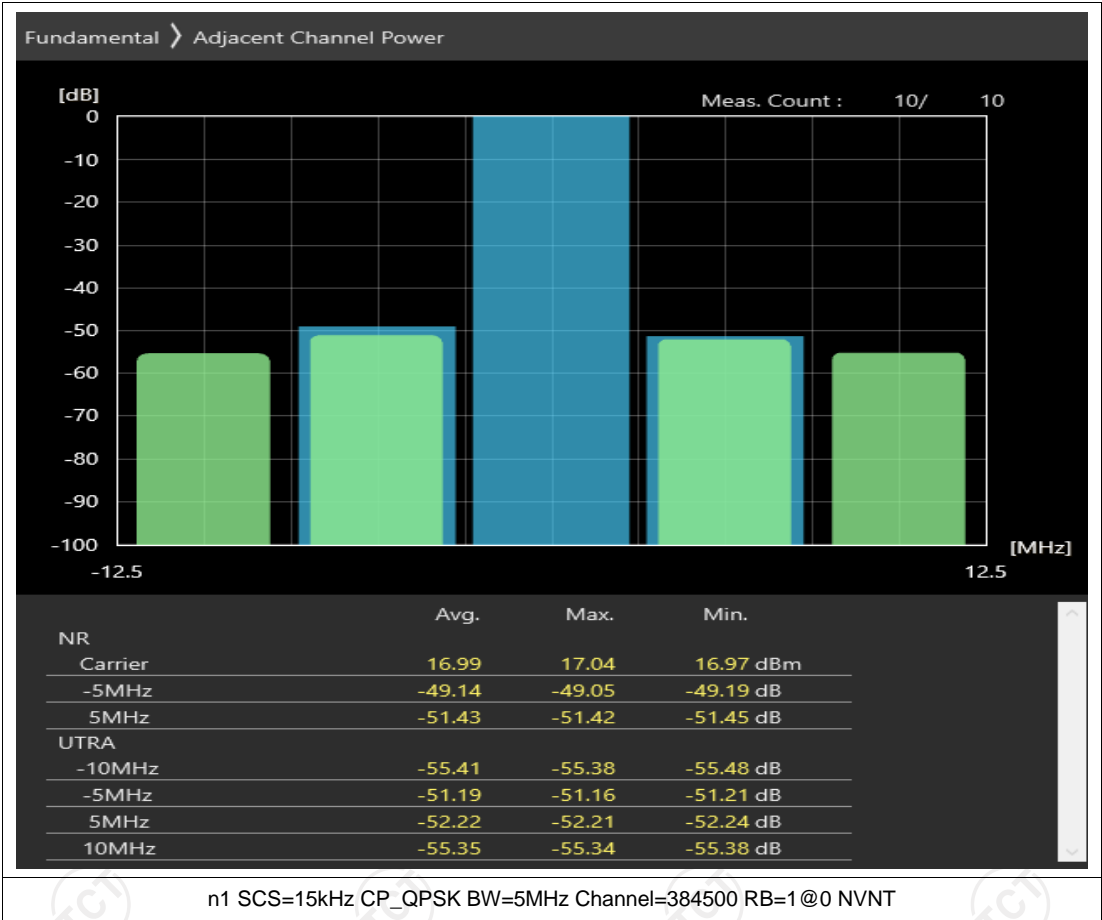 Fundamental ❯ Adjacent Channel Power
[dB]
Meas. Count : 10/ 10
0
-10
-20
-30
-40
-50
-60
-70
-80
-90
-100
[MHz]
-12.5 12.5
Avg. Max. Min.
NR
Carrier 16.99 17.04 16.97 dBm
-5MHz -49.14 -49.05 -49.19 dB
5MHz -51.43 -51.42 -51.45 dB
UTRA
-10MHz -55.41 -55.38 -55.48 dB
-5MHz -51.19 -51.16 -51.21 dB
5MHz -52.22 -52.21 -52.24 dB
10MHz -55.35 -55.34 -55.38 dB
n1 SCS=15kHz CP_QPSK BW=5MHz Channel=384500 RB=1@0 NVNT
TCT TCT TCT TCT